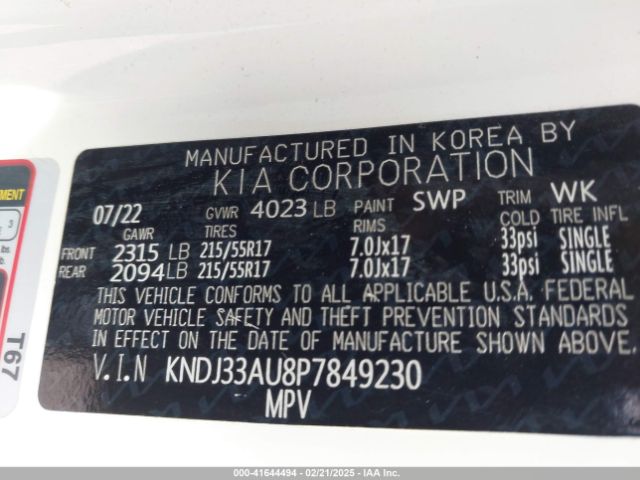 MANUFACTURED IN KOREA BY
KIA CORPORATION
07/22 GVWR 4023 LB PAINT SWP TRIM WK
GAWR TIRES RIMS COLD TIRE INFL
FRONT 2315 LB 215/55R17 7.0Jx17 33psi SINGLE
REAR 2094 LB 215/55R17 7.0Jx17 33psi SINGLE
THIS VEHICLE CONFORMS TO ALL APPLICABLE U.S.A. FEDERAL
MOTOR VEHICLE SAFETY AND THEFT PREVENTION STANDARDS
IN EFFECT ON THE DATE OF MANUFACTURE SHOWN ABOVE.
V.I.N KNDJ33AU8P7849230
MPV
T67
lbs.
000-41644494 - 02/21/2025 - IAAI.COM